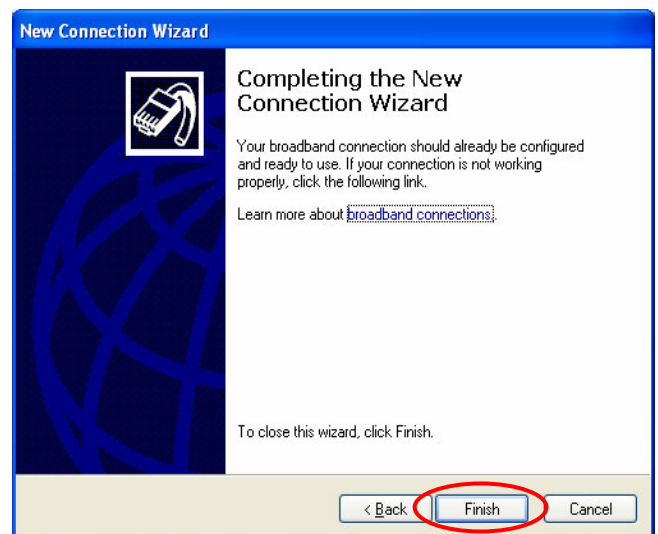 New Connection Wizard
Completing the New
Connection Wizard
Your broadband connection should already be configured
and ready to use. If your connection is not working
properly, click the following link.
Learn more about broadband connections.
To close this wizard, click Finish.
< Back
Finish
Cancel